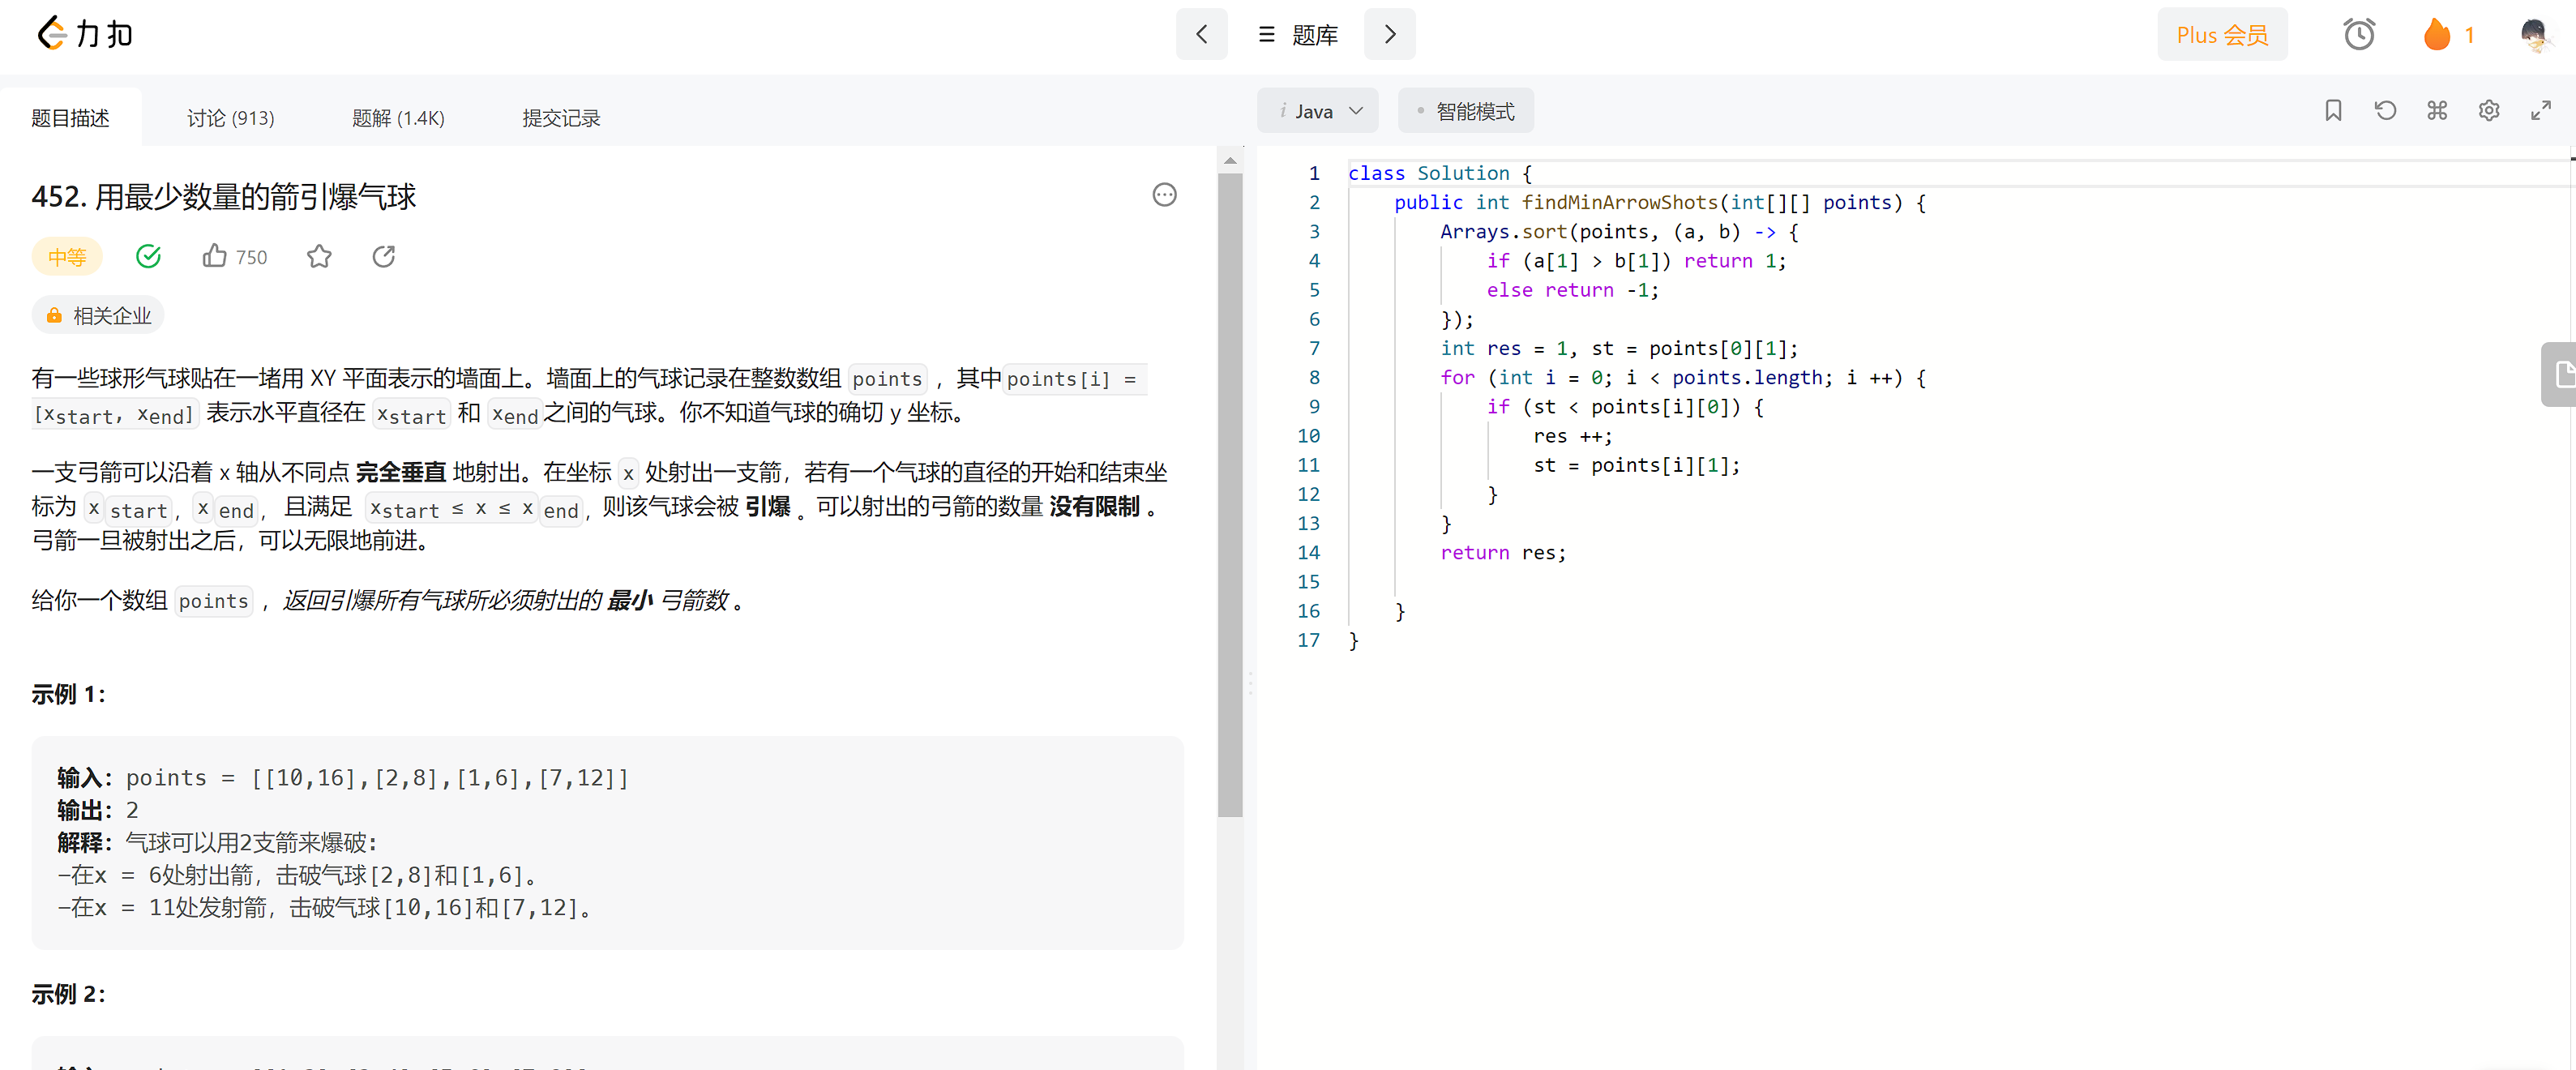 力扣
题库
Plus 会员
1
题目描述
讨论 (913)
题解 (1.4K)
提交记录
452. 用最少数量的箭引爆气球
中等
750
相关企业
有一些球形气球贴在一堵用 XY 平面表示的墙面上。墙面上的气球记录在整数数组 points ，其中points[i] =
[xstart, xend] 表示水平直径在 xstart 和 xend之间的气球。你不知道气球的确切 y 坐标。
一支弓箭可以沿着 x 轴从不同点 完全垂直 地射出。在坐标 x 处射出一支箭，若有一个气球的直径的开始和结束坐
标为 xstart，xend， 且满足 xstart ≤ x ≤ xend，则该气球会被 引爆 。可以射出的弓箭的数量 没有限制 。
弓箭一旦被射出之后，可以无限地前进。
给你一个数组 points ，返回引爆所有气球所必须射出的 最小 弓箭数 。
示例 1：
输入：points = [[10,16],[2,8],[1,6],[7,12]]
输出：2
解释：气球可以用2支箭来爆破：
-在x = 6处射出箭，击破气球[2,8]和[1,6]。
-在x = 11处发射箭，击破气球[10,16]和[7,12]。
示例 2：
i Java
智能模式
1 class Solution {
2 public int findMinArrowShots(int[][] points) {
3 Arrays.sort(points, (a, b) -> {
4 if (a[1] > b[1]) return 1;
5 else return -1;
6 });
7 int res = 1, st = points[0][1];
8 for (int i = 0; i < points.length; i ++) {
9 if (st < points[i][0]) {
10 res ++;
11 st = points[i][1];
12 }
13 }
14 return res;
15
16 }
17 }